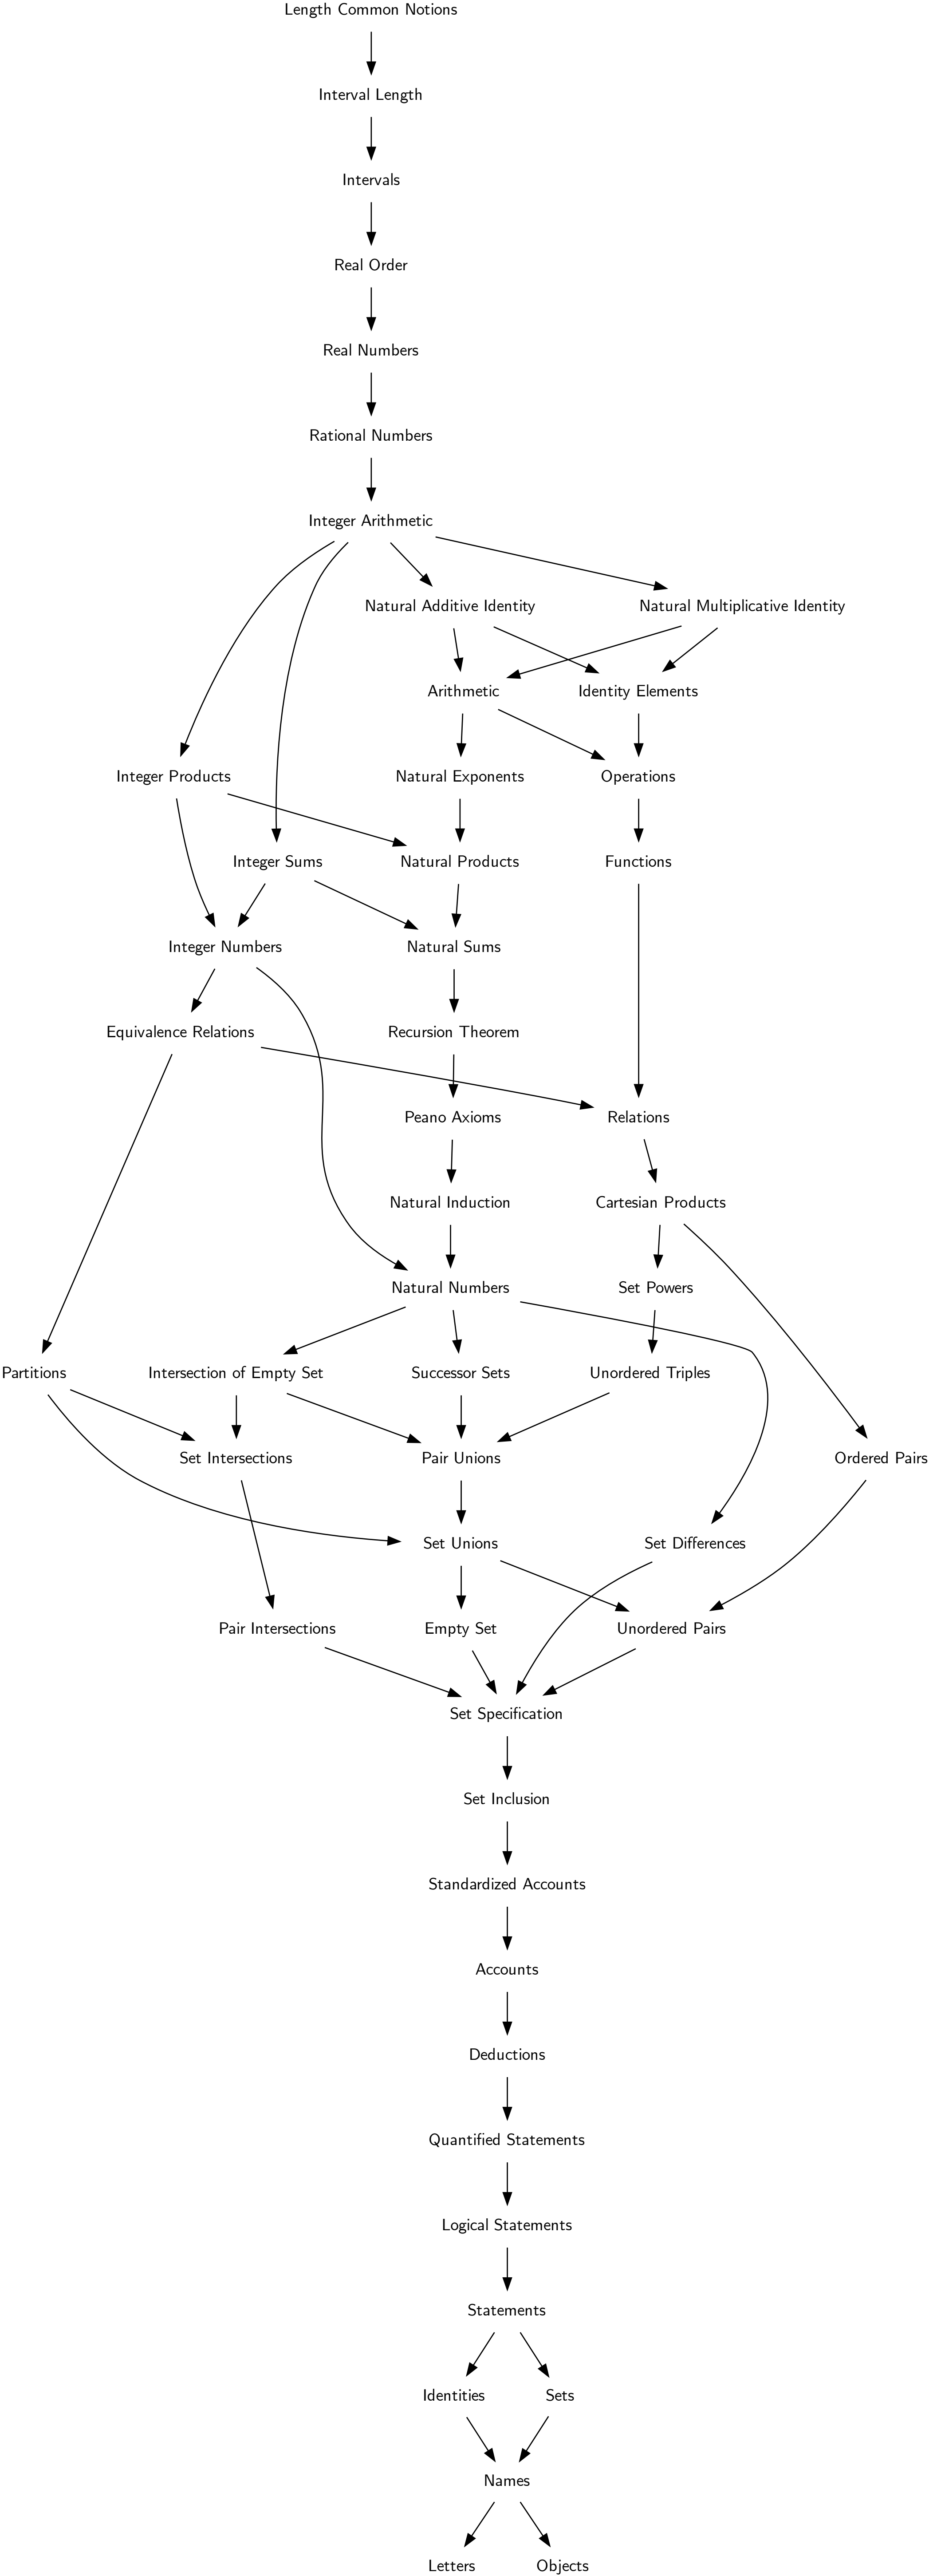 Length Common Notions
Interval Length
Intervals
Real Order
Real Numbers
Rational Numbers
Integer Arithmetic
Natural Additive Identity
Natural Multiplicative Identity
Arithmetic
Identity Elements
Integer Products
Natural Exponents
Operations
Integer Sums
Natural Products
Functions
Integer Numbers
Natural Sums
Equivalence Relations
Recursion Theorem
Peano Axioms
Relations
Natural Induction
Cartesian Products
Natural Numbers
Set Powers
Partitions
Intersection of Empty Set
Successor Sets
Unordered Triples
Set Intersections
Pair Unions
Ordered Pairs
Set Unions
Set Differences
Pair Intersections
Empty Set
Unordered Pairs
Set Specification
Set Inclusion
Standardized Accounts
Accounts
Deductions
Quantified Statements
Logical Statements
Statements
Identities
Sets
Names
Letters
Objects